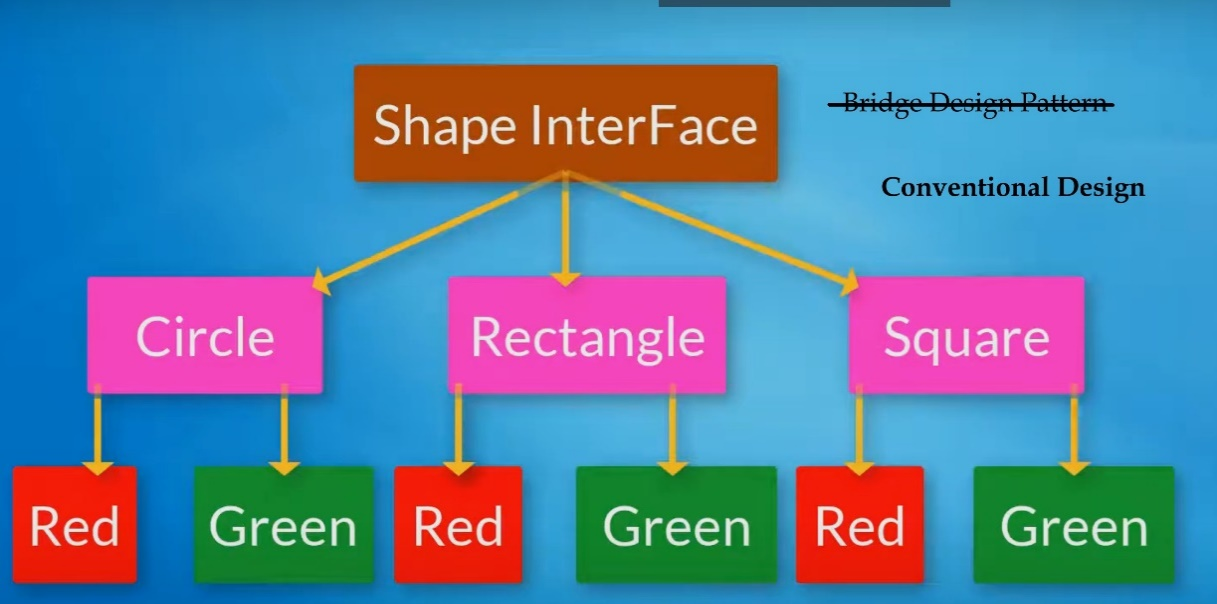 Shape InterFace
Bridge Design Pattern
Conventional Design
Circle
Rectangle
Square
Red
Green
Red
Green
Red
Green